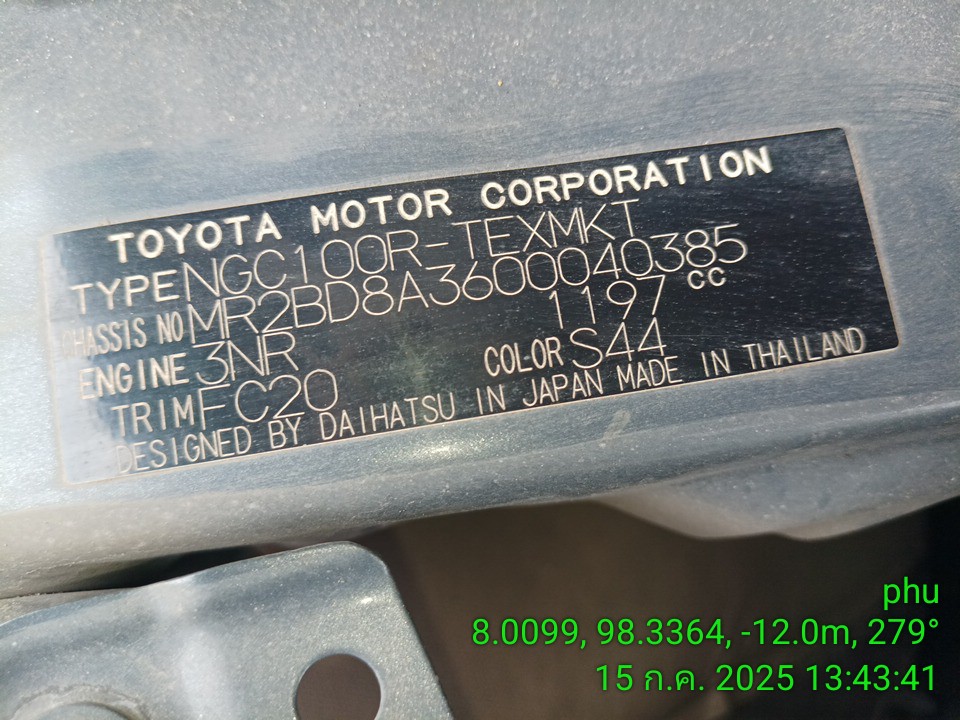 TOYOTA MOTOR CORPORATION
TYPE NGC100R-TEXMKT
CHASSIS NO MR2BD8A3600040385
ENGINE 3NR 1197 CC
TRIM FC20 COLOR S44
DESIGNED BY DAIHATSU IN JAPAN MADE IN THAILAND
phu
8.0099, 98.3364, -12.0m, 279°
15 ก.ค. 2025 13:43:41